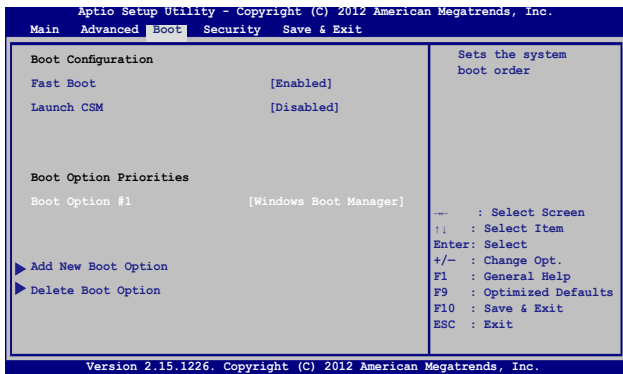 Aptio Setup Utility - Copyright (C) 2012 American Megatrends, Inc.
Main Advanced Boot Security Save & Exit
Boot Configuration
Fast Boot [Enabled]
Launch CSM [Disabled]
Boot Option Priorities
Boot Option #1 [Windows Boot Manager]
Add New Boot Option
Delete Boot Option
Sets the system
boot order
→← : Select Screen
↑↓ : Select Item
Enter: Select
+/— : Change Opt.
F1 : General Help
F9 : Optimized Defaults
F10 : Save & Exit
ESC : Exit
Version 2.15.1226. Copyright (C) 2012 American Megatrends, Inc.